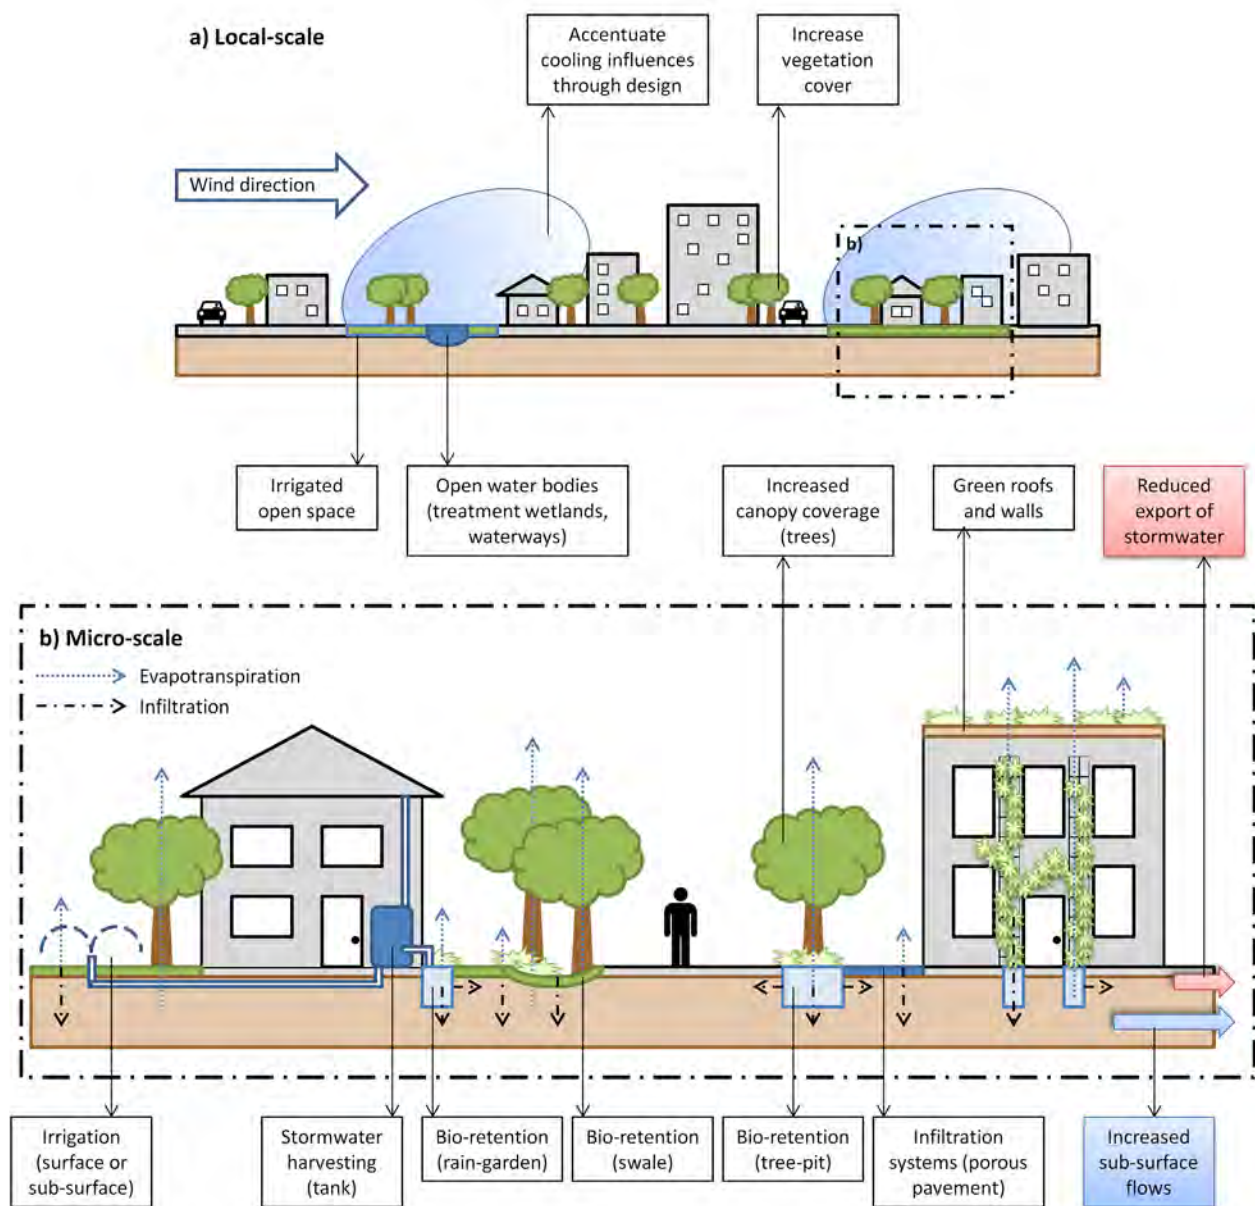 a) Local-scale
Accentuate
cooling influences
through design
Increase
vegetation
cover
Wind direction
b)
Irrigated
open space
Open water bodies
(treatment wetlands,
waterways)
Increased
canopy coverage
(trees)
Green roofs
and walls
Reduced
export of
stormwater
b) Micro-scale
Evapotranspiration
Infiltration
Irrigation
(surface or
sub-surface)
Stormwater
harvesting
(tank)
Bio-retention
(rain-garden)
Bio-retention
(swale)
Bio-retention
(tree-pit)
Infiltration
systems (porous
pavement)
Increased
sub-surface
flows